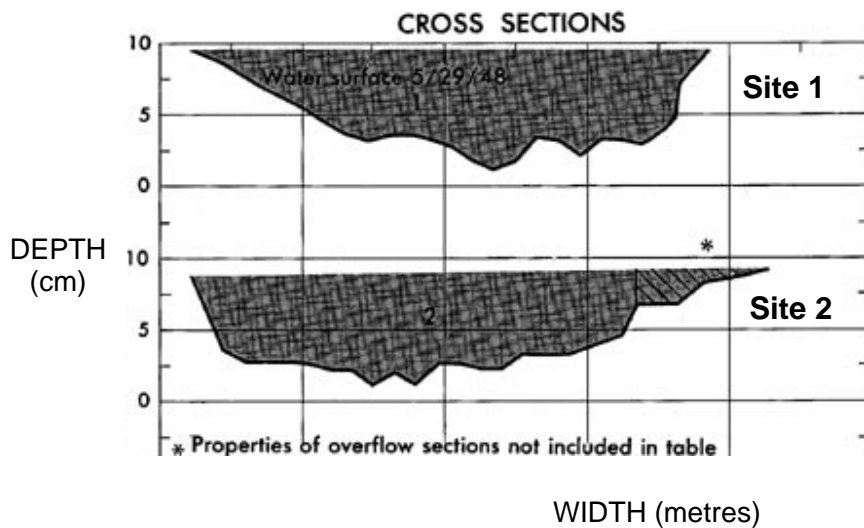 CROSS SECTIONS
10
Water surface 5/29/48
1
Site 1
5
0
DEPTH
(cm)
10
*
Site 2
2
5
0
* Properties of overflow sections not included in table
WIDTH (metres)